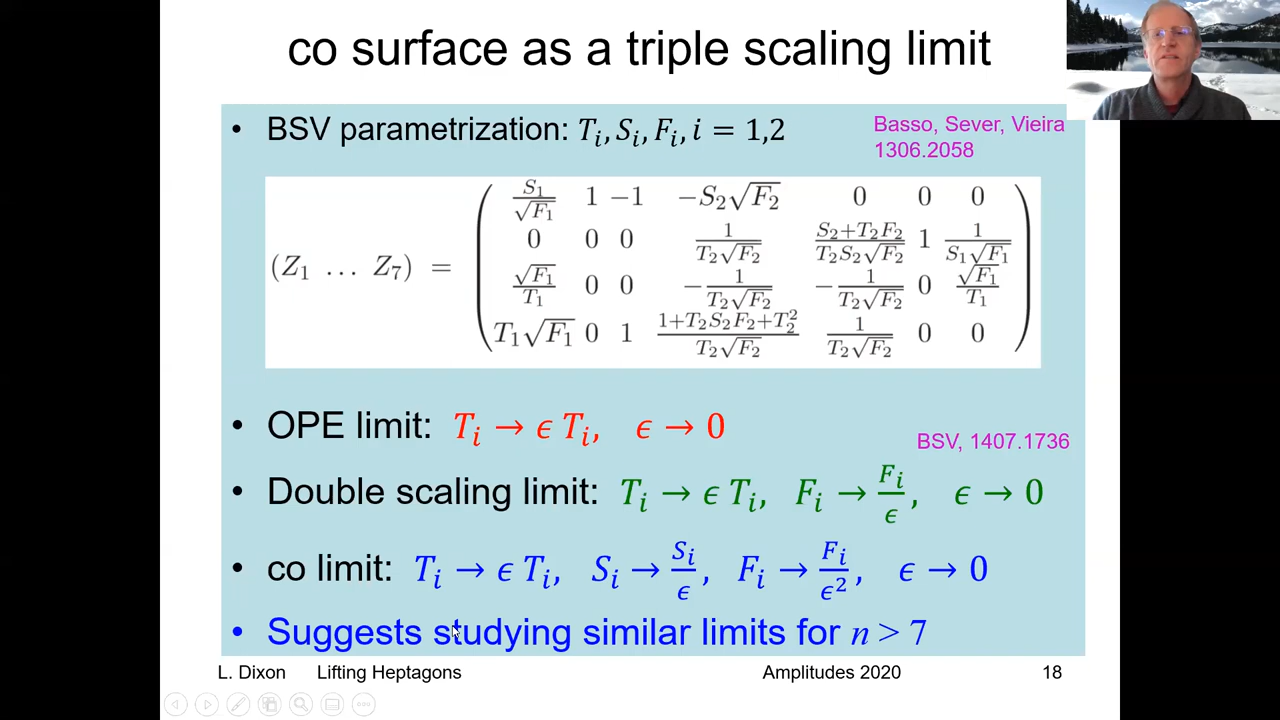 co surface as a triple scaling limit
• BSV parametrization: T_i, S_i, F_i, i = 1,2
Basso, Sever, Vieira
1306.2058
(Z_1 … Z_7) = ( S_1/√F_1  1  −1  −S_2√F_2  0  0  0
0  0  0  1/(T_2√F_2)  (S_2+T_2F_2)/(T_2S_2√F_2)  1  1/(S_1√F_1)
√F_1/T_1  0  0  −1/(T_2√F_2)  −1/(T_2√F_2)  0  √F_1/T_1
T_1√F_1  0  1  (1+T_2S_2F_2+T_2^2)/(T_2√F_2)  1/(T_2√F_2)  0  0 )
• OPE limit: T_i → ϵ T_i, ϵ → 0
BSV, 1407.1736
• Double scaling limit: T_i → ϵ T_i, F_i → F_i/ϵ, ϵ → 0
• co limit: T_i → ϵ T_i, S_i → S_i/ϵ, F_i → F_i/ϵ^2, ϵ → 0
• Suggests studying similar limits for n > 7
L. Dixon Lifting Heptagons Amplitudes 2020 18